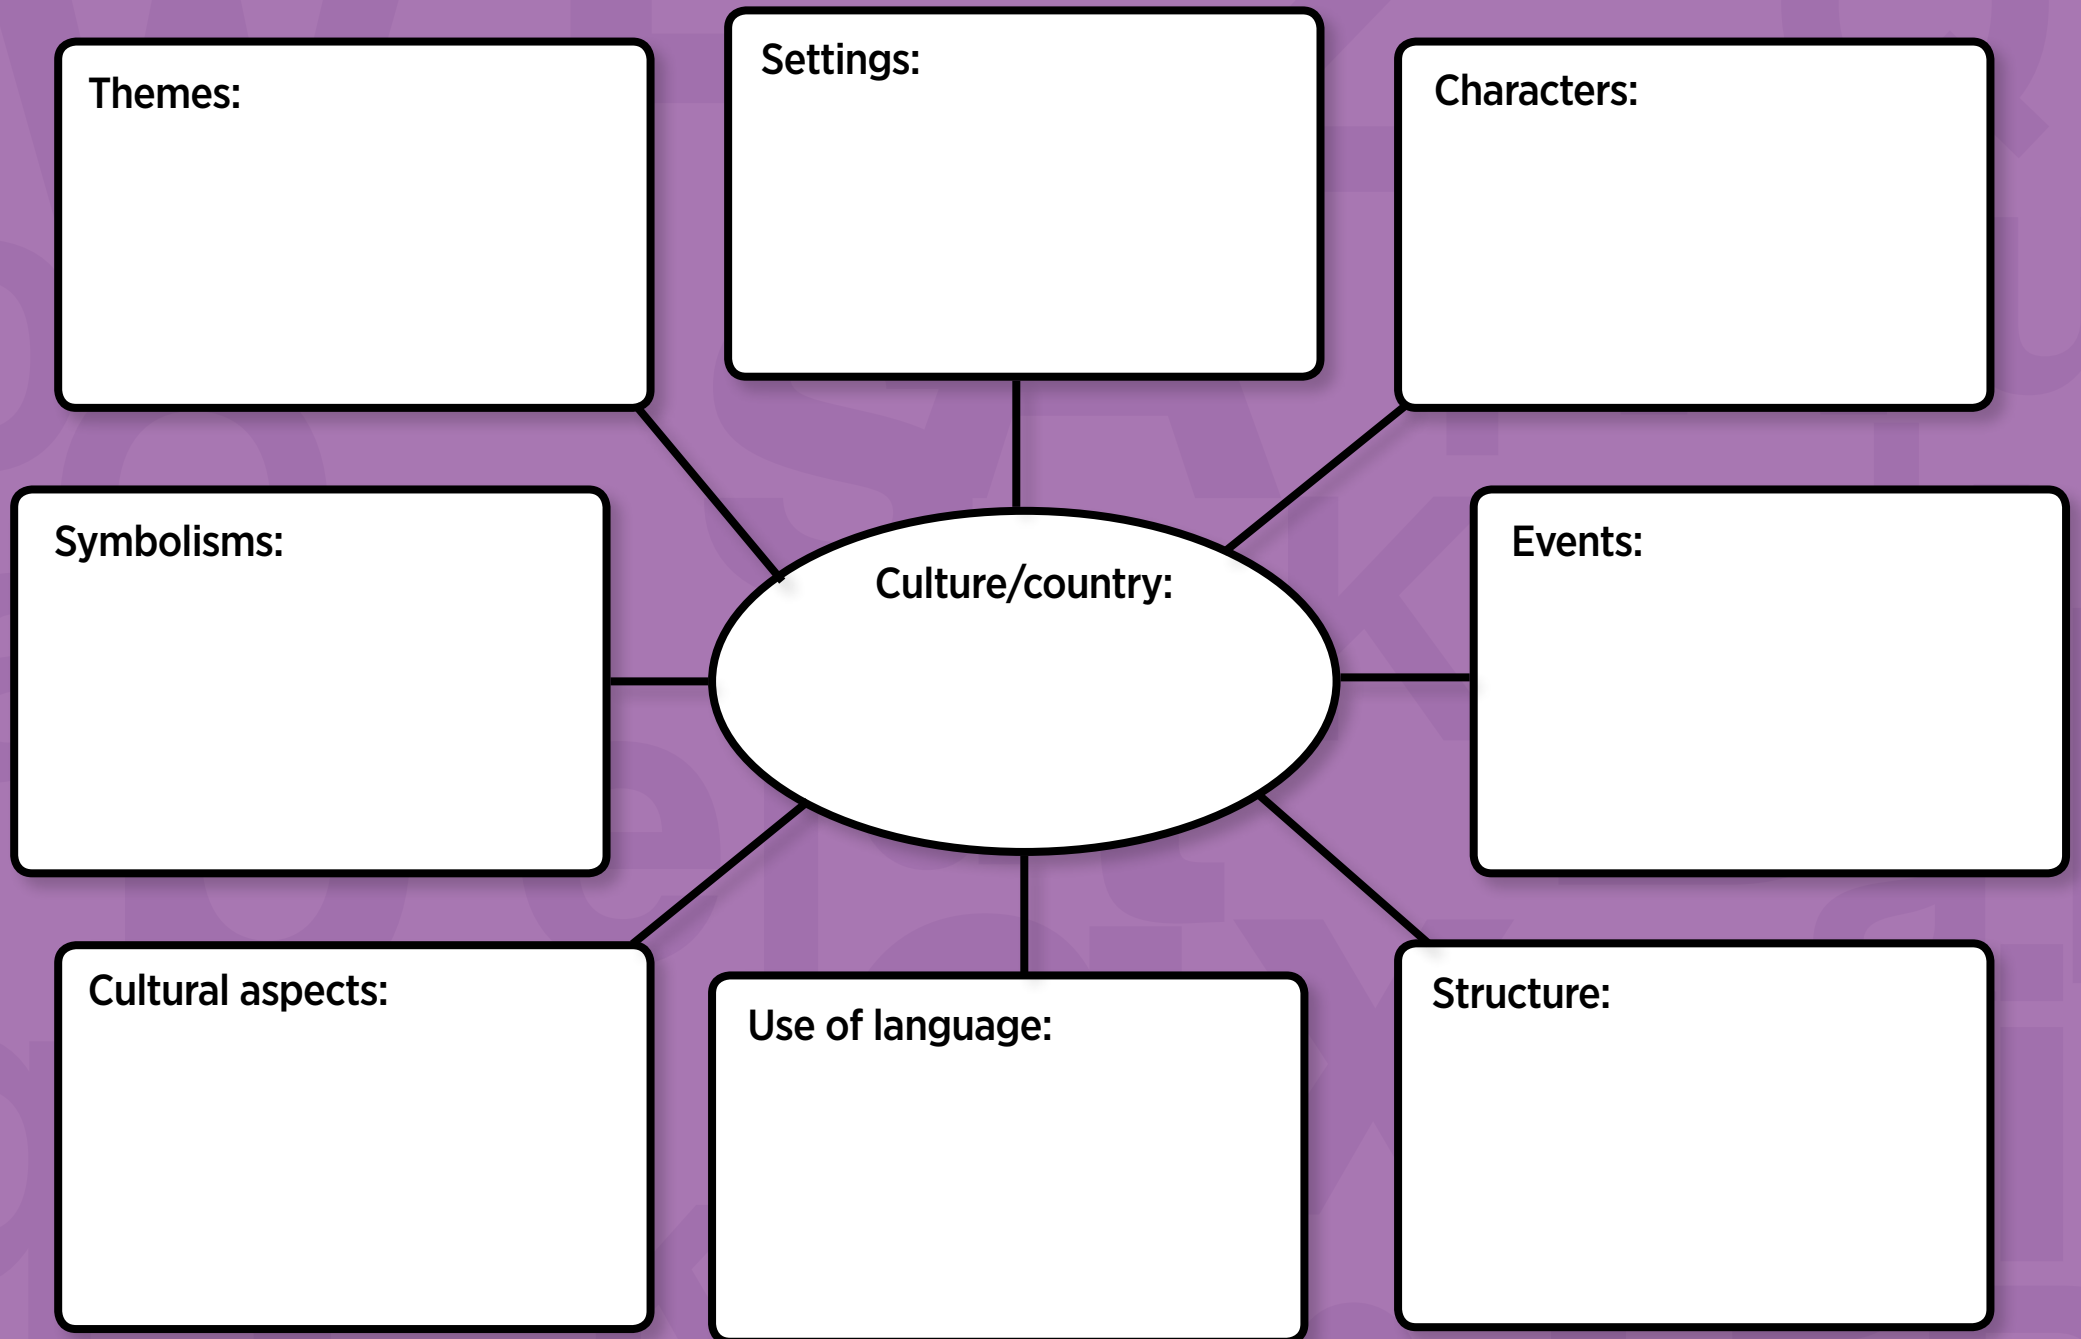 Themes:
Settings:
Characters:
Symbolisms:
Culture/country:
Events:
Cultural aspects:
Use of language:
Structure: